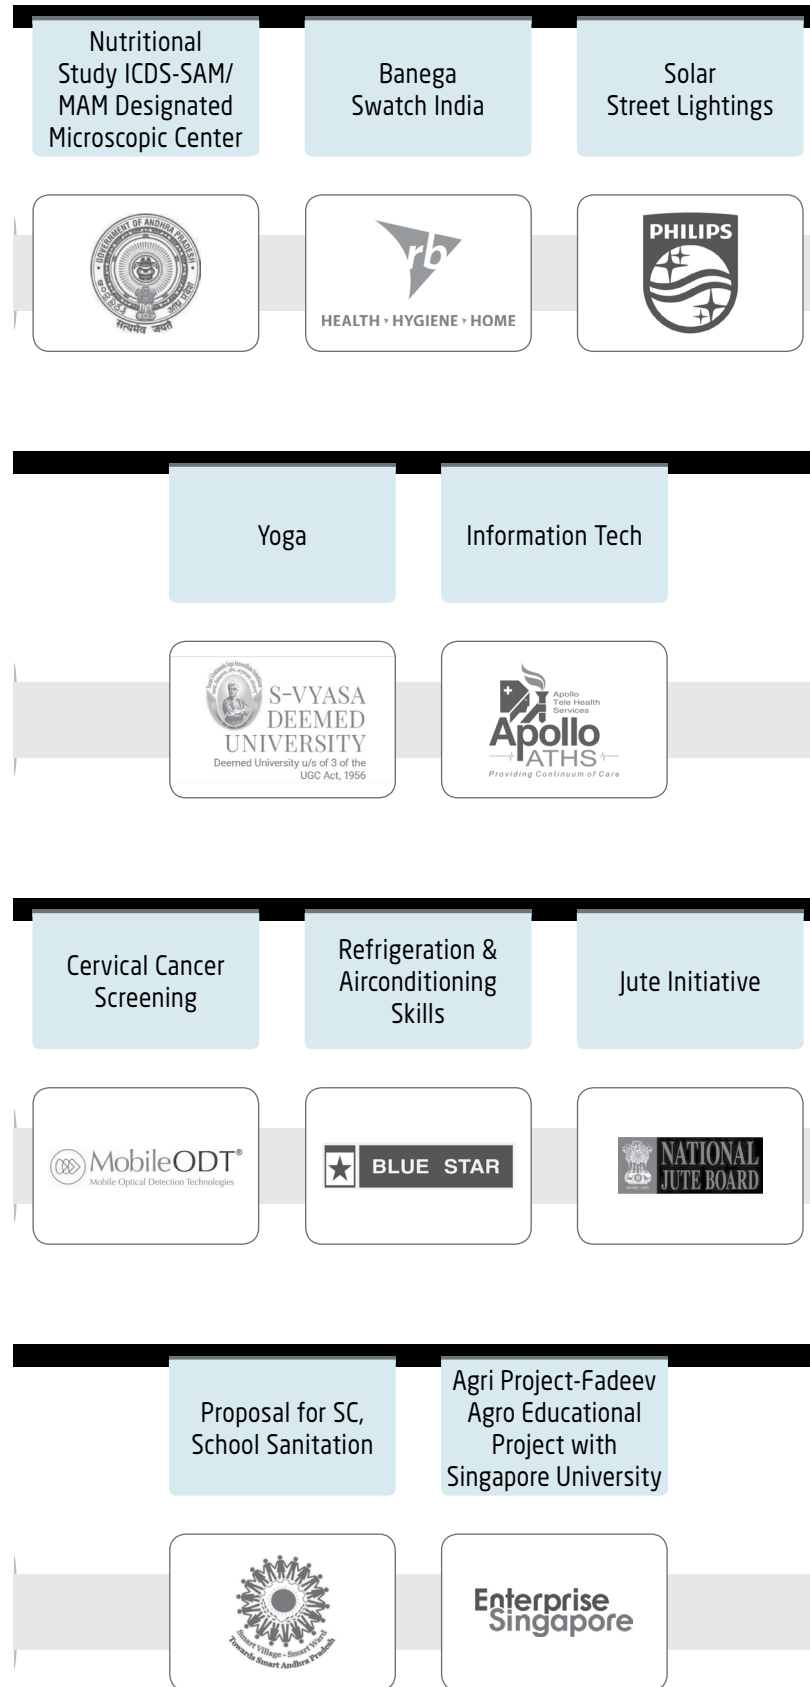 Nutritional
Study ICDS-SAM/
MAM Designated
Microscopic Center
Banega
Swatch India
Solar
Street Lightings
GOVERNMENT OF ANDHRA PRADESH
सत्यमेव जयते
rb
HEALTH HYGIENE HOME
PHILIPS
Yoga
Information Tech
S-VYASA
DEEMED
UNIVERSITY
Deemed University u/s of 3 of the
UGC Act, 1956
Apollo
Tele Health
Services
Apollo
ATHS
Providing Continuum of Care
Cervical Cancer
Screening
Refrigeration &
Airconditioning
Skills
Jute Initiative
MobileODT®
Mobile Optical Detection Technologies
BLUE STAR
NATIONAL
JUTE BOARD
Proposal for SC,
School Sanitation
Agri Project-Fadeev
Agro Educational
Project with
Singapore University
Smart Village - Smart Ward
Towards Smart Andhra Pradesh
Enterprise
Singapore